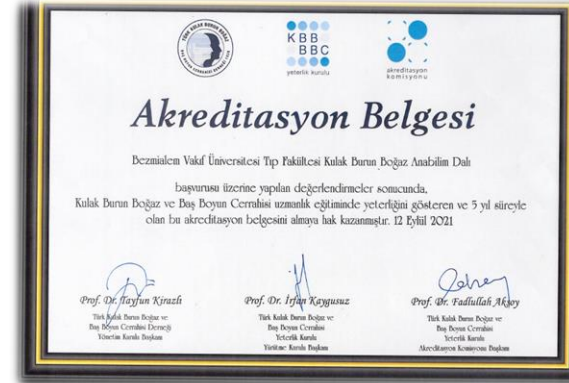 TÜRK KULAK BURUN BOĞAZ
KBB
BBC
yeterlik kurulu
akreditasyon
komisyonu
Akreditasyon Belgesi
Bezmialem Vakıf Üniversitesi Tıp Fakültesi Kulak Burun Boğaz Anabilim Dalı
başvurusu üzerine yapılan değerlendirmeler sonucunda,
Kulak Burun Boğaz ve Baş Boyun Cerrahisi uzmanlık eğitiminde yeterliğini gösteren ve 5 yıl süreyle
olan bu akreditasyon belgesini almaya hak kazanmıştır. 12 Eylül 2021
Prof. Dr. Tayfun Kirazlı
Türk Kulak Burun Boğaz ve
Baş Boyun Cerrahisi Derneği
Yönetim Kurulu Başkanı
Prof. Dr. İrfan Kaygusuz
Türk Kulak Burun Boğaz ve
Baş Boyun Cerrahisi
Yeterlik Kurulu
Yürütme Kurulu Başkanı
Prof. Dr. Fadlullah Aksoy
Türk Kulak Burun Boğaz ve
Baş Boyun Cerrahisi
Yeterlik Kurulu
Akreditasyon Komisyonu Başkanı